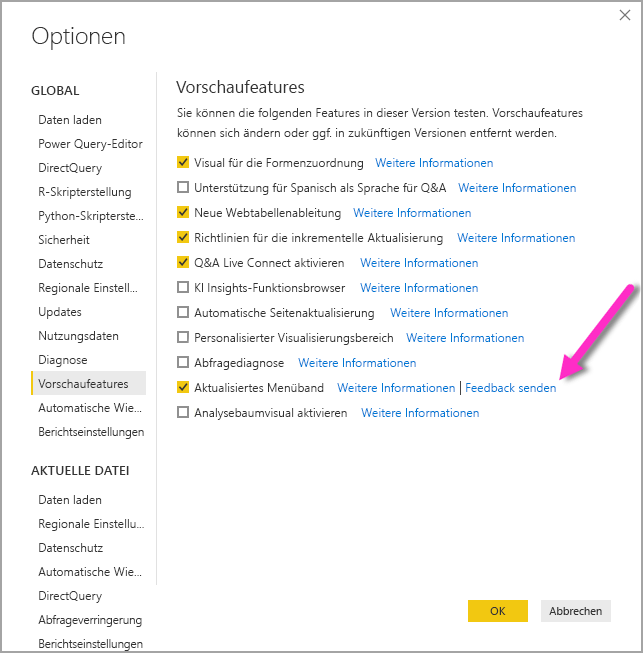 Optionen
GLOBAL
Daten laden
Power Query-Editor
DirectQuery
R-Skripterstellung
Python-Skripterste...
Sicherheit
Datenschutz
Regionale Einstell...
Updates
Nutzungsdaten
Diagnose
Vorschaufeatures
Automatische Wie...
Berichtseinstellungen
AKTUELLE DATEI
Daten laden
Regionale Einstellu...
Datenschutz
Automatische Wie...
DirectQuery
Abfrageverringerung
Berichtseinstellungen
Vorschaufeatures
Sie können die folgenden Features in dieser Version testen. Vorschaufeatures
können sich ändern oder ggf. in zukünftigen Versionen entfernt werden.
Visual für die Formenzuordnung Weitere Informationen
Unterstützung für Spanisch als Sprache für Q&A Weitere Informationen
Neue Webtabellenableitung Weitere Informationen
Richtlinien für die inkrementelle Aktualisierung Weitere Informationen
Q&A Live Connect aktivieren Weitere Informationen
KI Insights-Funktionsbrowser Weitere Informationen
Automatische Seitenaktualisierung Weitere Informationen
Personalisierter Visualisierungsbereich Weitere Informationen
Abfragediagnose Weitere Informationen
Aktualisiertes Menüband Weitere Informationen | Feedback senden
Analysebaumvisual aktivieren Weitere Informationen
OK
Abbrechen